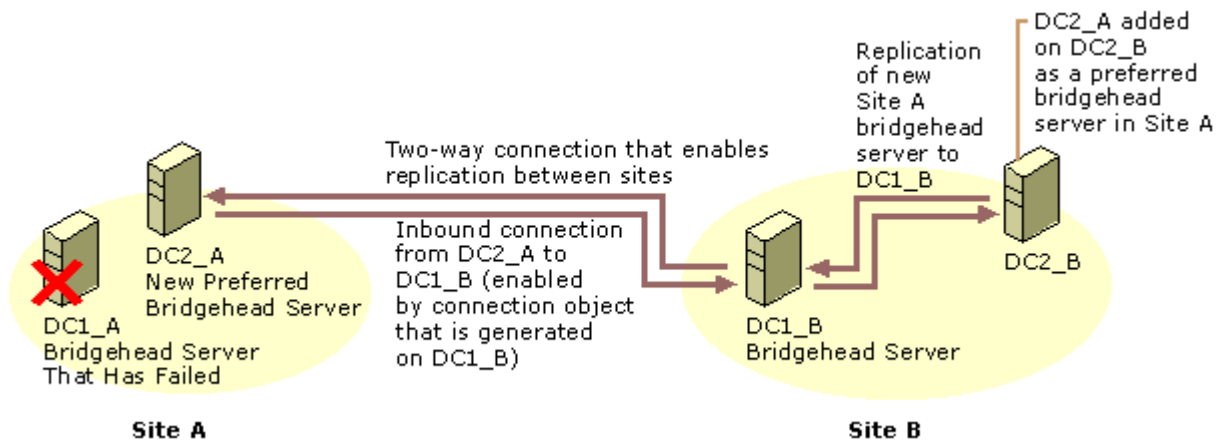 DC2_A added
on DC2_B
as a preferred
bridgehead
server in Site A
Replication
of new
Site A
bridgehead
server to
DC1_B
Two-way connection that enables
replication between sites
Inbound connection
from DC2_A to
DC1_B (enabled
by connection object
that is generated
on DC1_B)
DC2_A
New Preferred
Bridgehead Server
DC1_A
Bridgehead Server
That Has Failed
DC2_B
DC1_B
Bridgehead Server
Site A
Site B